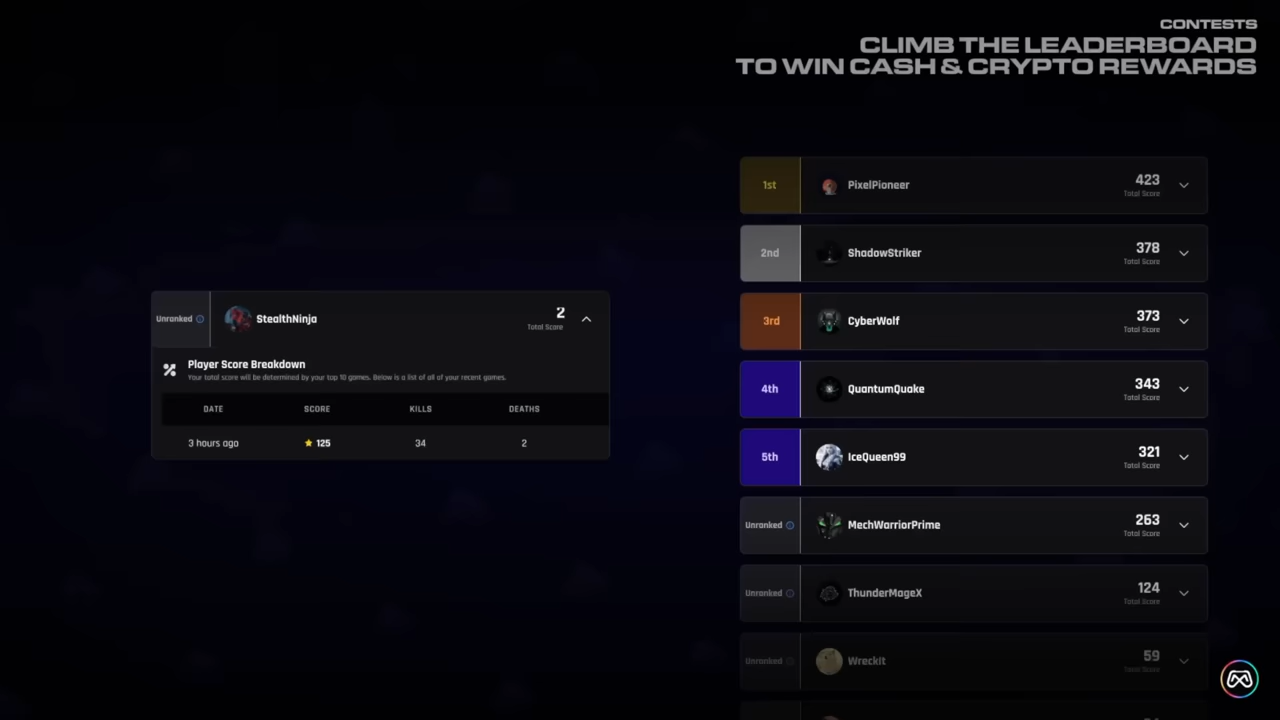 CONTESTS
CLIMB THE LEADERBOARD
TO WIN CASH & CRYPTO REWARDS
Unranked StealthNinja 2
Total Score
Player Score Breakdown
Your total score will be determined by your top 10 games. Below is a list of all of your recent games.
DATE SCORE KILLS DEATHS
3 hours ago 125 34 2
1st PixelPioneer 423
Total Score
2nd ShadowStriker 378
Total Score
3rd CyberWolf 373
Total Score
4th QuantumQuake 343
Total Score
5th IceQueen99 321
Total Score
Unranked MechWarriorPrime 263
Total Score
Unranked ThunderMageX 124
Total Score
Unranked WreckIt 59
Total Score